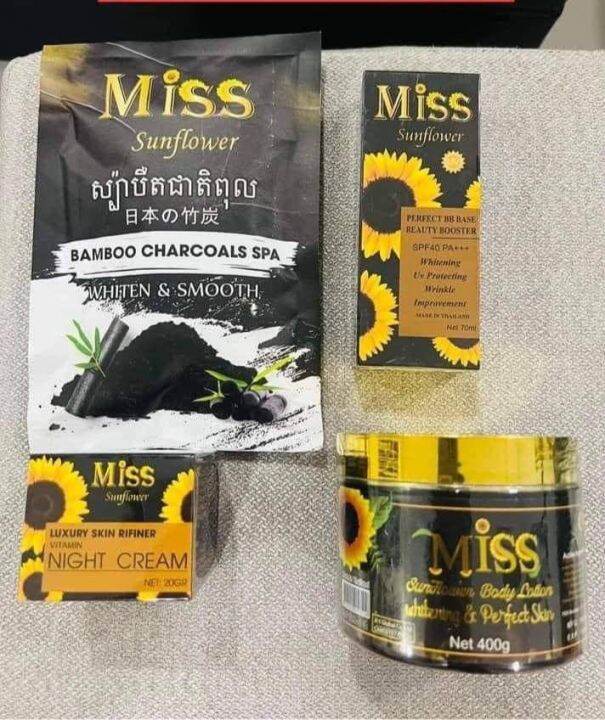 Miss
Sunflower
ស្ប៉ាបឺតជាតិពុល
日本の竹炭
BAMBOO CHARCOALS SPA
WHITEN & SMOOTH
Miss
Sunflower
PERFECT BB BASE
BEAUTY BOOSTER
SPF40 PA+++
Whitening
Uv Protecting
Wrinkle
Improvement
MADE IN THAILAND
Net 70ml
Miss
Sunflower
LUXURY SKIN RIFINER
VITAMIN
NIGHT CREAM
NET: 20GR
Miss
Sunflower Body Lotion
whitening & Perfect Skin
Net 400g